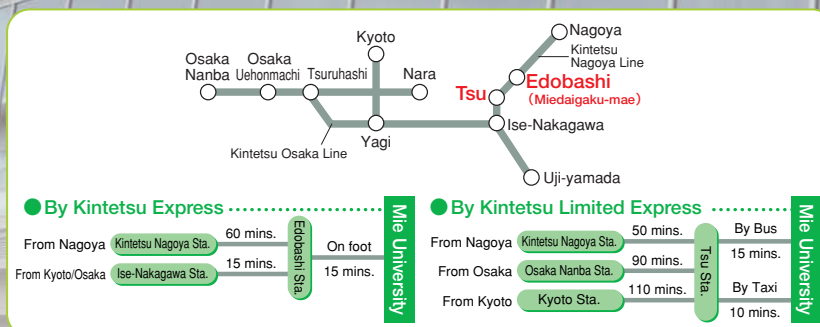 Kyoto
Nagoya
Kintetsu
Nagoya Line
Osaka
Nanba
Osaka
Uehonmachi
Tsuruhashi
Nara
Edobashi
(Miedaigaku-mae)
Tsu
Ise-Nakagawa
Yagi
Kintetsu Osaka Line
Uji-yamada
●By Kintetsu Express
From Nagoya Kintetsu Nagoya Sta. 60 mins.
From Kyoto/Osaka Ise-Nakagawa Sta. 15 mins.
Edobashi Sta.
On foot
15 mins.
Mie University
●By Kintetsu Limited Express
From Nagoya Kintetsu Nagoya Sta. 50 mins.
From Osaka Osaka Nanba Sta. 90 mins.
From Kyoto Kyoto Sta. 110 mins.
Tsu Sta.
By Bus
15 mins.
By Taxi
10 mins.
Mie University